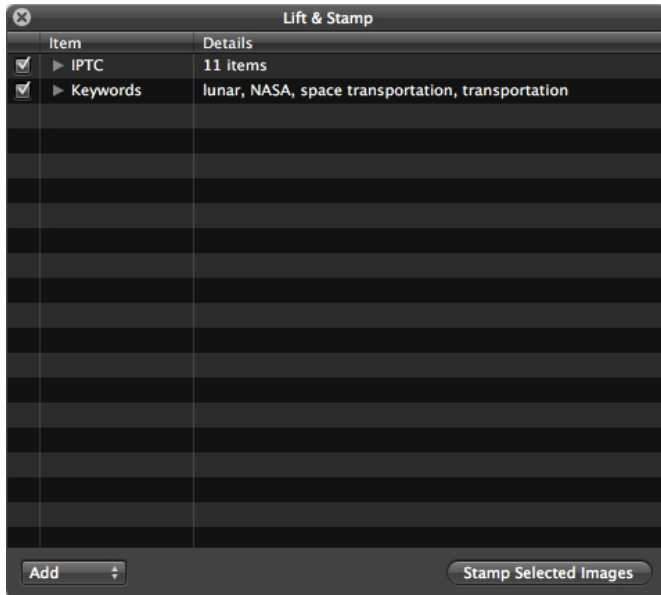 Lift & Stamp
Item Details
IPTC 11 items
Keywords lunar, NASA, space transportation, transportation
Add Stamp Selected Images